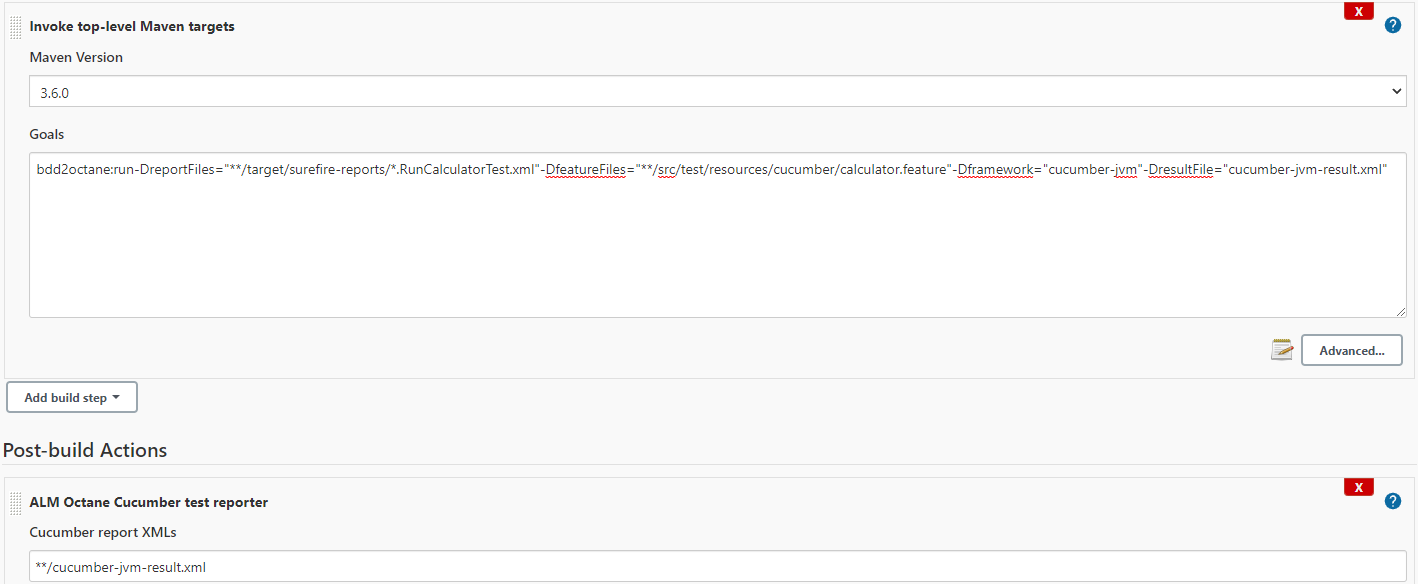 X
Invoke top-level Maven targets
?
Maven Version
3.6.0
Goals
bdd2octane:run-DreportFiles="**/target/surefire-reports/*.RunCalculatorTest.xml"-DfeatureFiles="**/src/test/resources/cucumber/calculator.feature"-Dframework="cucumber-jvm"-DresultFile="cucumber-jvm-result.xml"
Advanced...
Add build step
Post-build Actions
X
ALM Octane Cucumber test reporter
?
Cucumber report XMLs
**/cucumber-jvm-result.xml